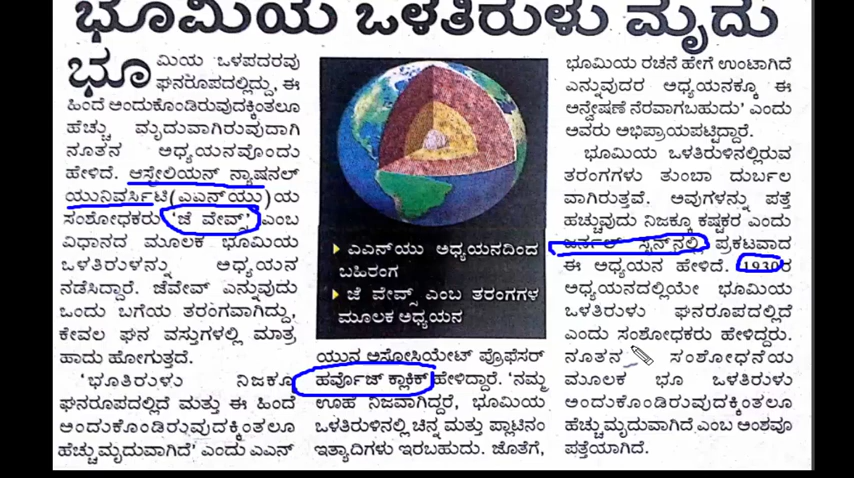 ಭೂಮಿಯ ಒಳತಿರುಳು ಮೃದು
ಭೂಮಿಯ ಒಳಪದರವು
ಘನರೂಪದಲ್ಲಿದ್ದು, ಈ
ಹಿಂದೆ ಅಂದುಕೊಂಡಿರುವುದಕ್ಕಿಂತಲೂ
ಹೆಚ್ಚು ಮೃದುವಾಗಿರುವುದಾಗಿ
ನೂತನ ಅಧ್ಯಯನವೊಂದು
ಹೇಳಿದೆ. ಆಸ್ಟ್ರೇಲಿಯನ್ ನ್ಯಾಷನಲ್
ಯುನಿವರ್ಸಿಟಿ(ಎಎನ್‌ಯು)ಯ
ಸಂಶೋಧಕರು 'ಜೆ ವೇವ್ಸ್' ಎಂಬ
ವಿಧಾನದ ಮೂಲಕ ಭೂಮಿಯ
ಒಳತಿರುಳನ್ನು ಅಧ್ಯಯನ
ನಡೆಸಿದ್ದಾರೆ. ಜೆವೇವ್ ಎನ್ನುವುದು
ಒಂದು ಬಗೆಯ ತರಂಗವಾಗಿದ್ದು,
ಕೇವಲ ಘನ ವಸ್ತುಗಳಲ್ಲಿ ಮಾತ್ರ
ಹಾದು ಹೋಗುತ್ತದೆ.
'ಭೂತಿರುಳು ನಿಜಕೂ
ಘನರೂಪದಲ್ಲಿದೆ ಮತ್ತು ಈ ಹಿಂದೆ
ಅಂದುಕೊಂಡಿರುವುದಕ್ಕಿಂತಲೂ
ಹೆಚ್ಚು ಮೃದುವಾಗಿದೆ' ಎಂದು ಎಎನ್
ಎಎನ್‌ಯು ಅಧ್ಯಯನದಿಂದ
ಬಹಿರಂಗ
ಜೆ ವೇವ್ಸ್ ಎಂಬ ತರಂಗಗಳ
ಮೂಲಕ ಅಧ್ಯಯನ
ಯುನ ಅಸೋಸಿಯೇಟ್ ಪ್ರೊಫೆಸರ್
ಹರ್ವೋಜ್ ಕ್ಲಾಕಿಕ್ ಹೇಳಿದ್ದಾರೆ. 'ನಮ್ಮ
ಊಹೆ ನಿಜವಾಗಿದ್ದರೆ, ಭೂಮಿಯ
ಒಳತಿರುಳಿನಲ್ಲಿ ಚಿನ್ನ ಮತ್ತು ಪ್ಲಾಟಿನಂ
ಇತ್ಯಾದಿಗಳು ಇರಬಹುದು. ಜೊತೆಗೆ,
ಭೂಮಿಯ ರಚನೆ ಹೇಗೆ ಉಂಟಾಗಿದೆ
ಎನ್ನುವುದರ ಅಧ್ಯಯನಕ್ಕೂ ಈ
ಅನ್ವೇಷಣೆ ನೆರವಾಗಬಹುದು' ಎಂದು
ಅವರು ಅಭಿಪ್ರಾಯಪಟ್ಟಿದ್ದಾರೆ.
ಭೂಮಿಯ ಒಳತಿರುಳಿನಲ್ಲಿರುವ
ತರಂಗಗಳು ತುಂಬಾ ದುರ್ಬಲ
ವಾಗಿರುತ್ತವೆ. ಅವುಗಳನ್ನು ಪತ್ತೆ
ಹಚ್ಚುವುದು ನಿಜಕ್ಕೂ ಕಷ್ಟಕರ ಎಂದು
ಜರ್ನಲ್ ಸೈನ್ಸ್‌ನಲ್ಲಿ ಪ್ರಕಟವಾದ
ಈ ಅಧ್ಯಯನ ಹೇಳಿದೆ. 1930ರ
ಅಧ್ಯಯನದಲ್ಲಿಯೇ ಭೂಮಿಯ
ಒಳತಿರುಳು ಘನರೂಪದಲ್ಲಿದೆ
ಎಂದು ಸಂಶೋಧಕರು ಹೇಳಿದ್ದರು.
ನೂತನ ಸಂಶೋಧನೆಯ
ಮೂಲಕ ಭೂ ಒಳತಿರುಳು
ಅಂದುಕೊಂಡಿರುವುದಕ್ಕಿಂತಲೂ
ಹೆಚ್ಚು ಮೃದುವಾಗಿದೆ ಎಂಬ ಅಂಶವೂ
ಪತ್ತೆಯಾಗಿದೆ.